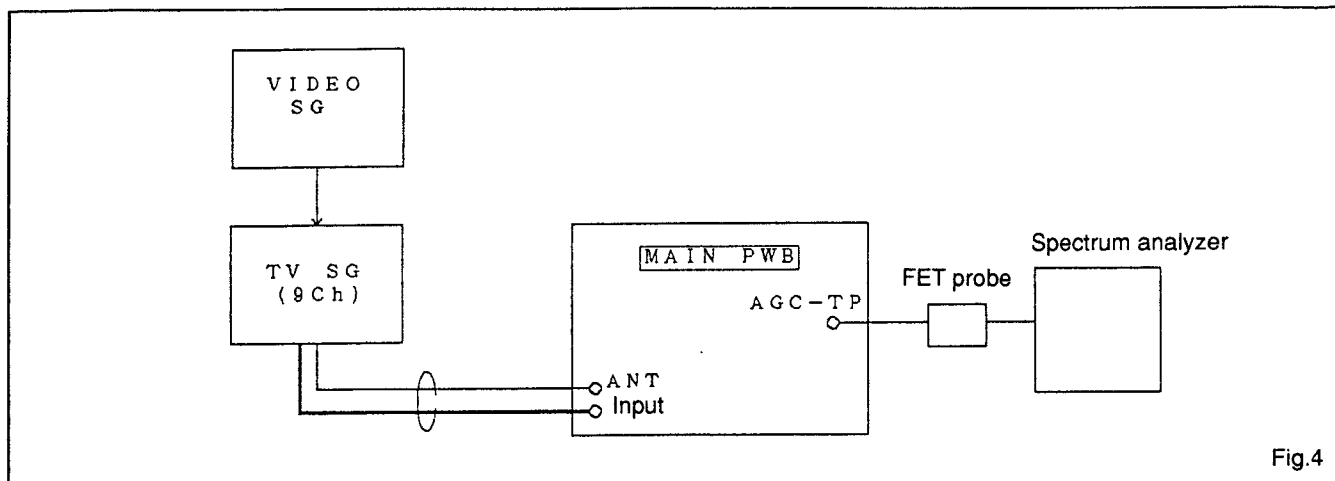 VIDEO
SG
TV SG
(9Ch)
MAIN PWB
AGC-TP
ANT
Input
FET probe
Spectrum analyzer
Fig.4